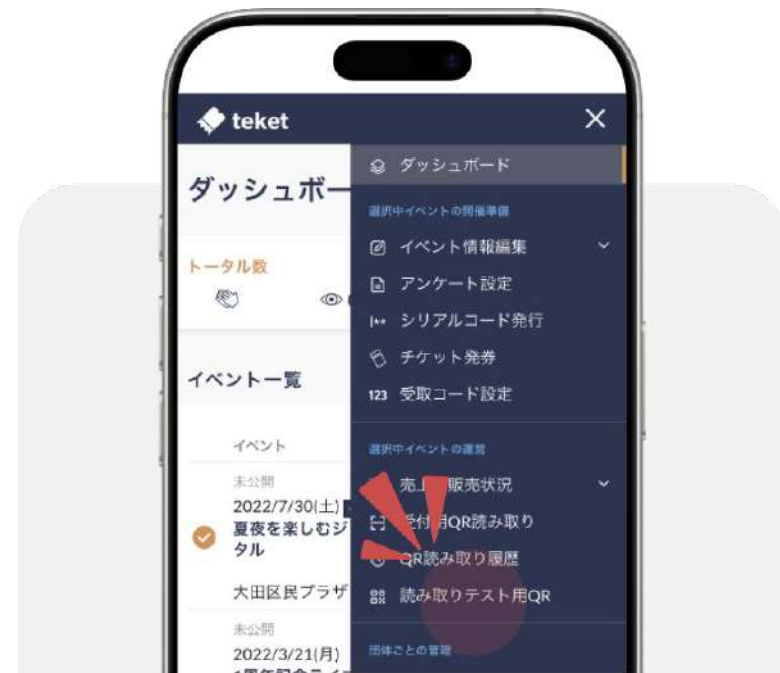 teket
ダッシュボー
トータル数
イベント一覧
イベント
未公開
2022/7/30(土)
夏夜を楽しむジ
タル
大田区民プラザ
未公開
2022/3/21(月)
ダッシュボード
選択中イベントの開催準備
イベント情報編集
アンケート設定
シリアルコード発行
チケット発券
123 受取コード設定
選択中イベントの運営
売上 販売状況
受付用QR読み取り
QR読み取り履歴
読み取りテスト用QR
団体ごとの管理